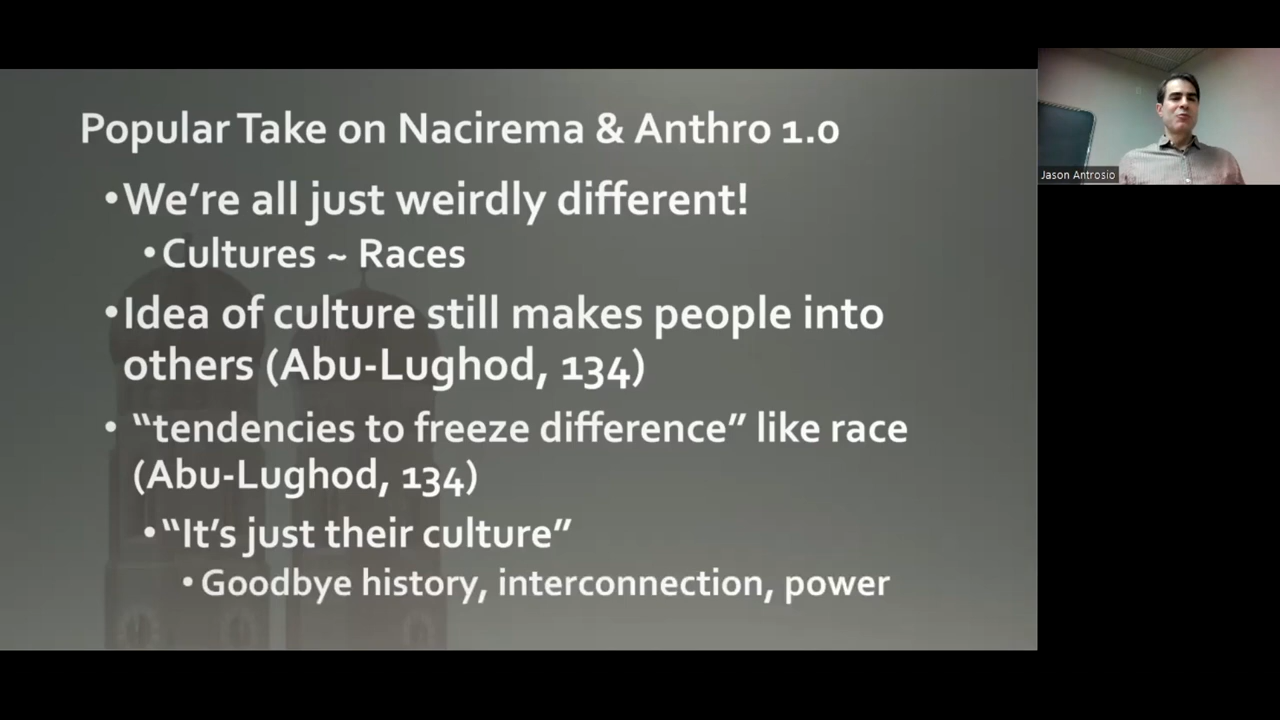 Popular Take on Nacirema & Anthro 1.0
•We're all just weirdly different!
•Cultures ~ Races
•Idea of culture still makes people into
others (Abu-Lughod, 134)
• “tendencies to freeze difference” like race
(Abu-Lughod, 134)
•“It’s just their culture”
•Goodbye history, interconnection, power
Jason Antrosio